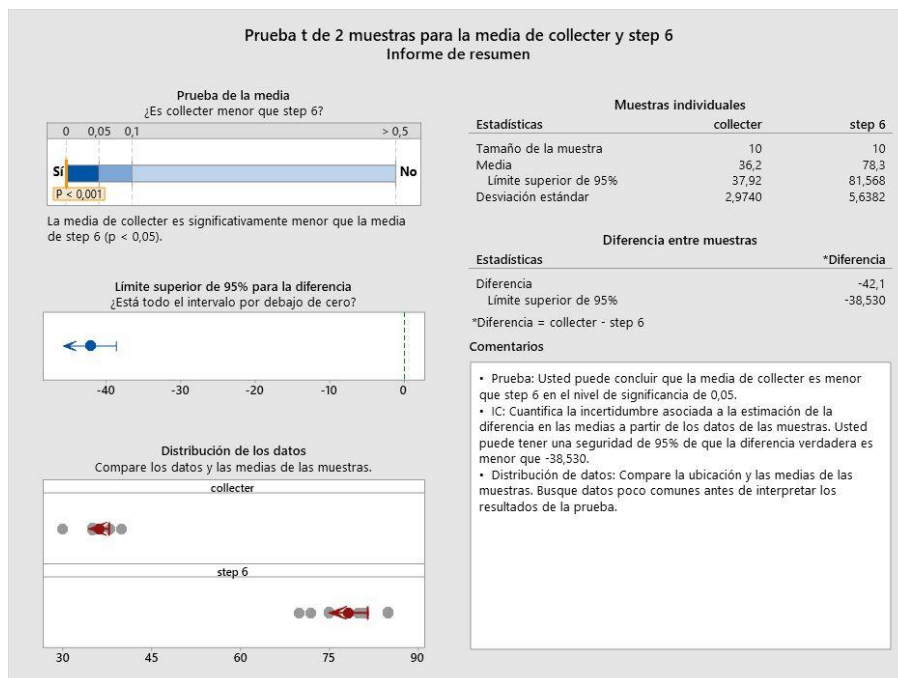 Prueba t de 2 muestras para la media de collecter y step 6
Informe de resumen
Prueba de la media
¿Es collecter menor que step 6?
0 0,05 0,1 > 0,5
Sí No
P < 0,001
La media de collecter es significativamente menor que la media
de step 6 (p < 0,05).
Límite superior de 95% para la diferencia
¿Está todo el intervalo por debajo de cero?
-40 -30 -20 -10 0
Distribución de los datos
Compare los datos y las medias de las muestras.
collecter
step 6
30 45 60 75 90
Muestras individuales
Estadísticas collecter step 6
Tamaño de la muestra 10 10
Media 36,2 78,3
Límite superior de 95% 37,92 81,568
Desviación estándar 2,9740 5,6382
Diferencia entre muestras
Estadísticas *Diferencia
Diferencia -42,1
Límite superior de 95% -38,530
*Diferencia = collecter - step 6
Comentarios
• Prueba: Usted puede concluir que la media de collecter es menor
que step 6 en el nivel de significancia de 0,05.
• IC: Cuantifica la incertidumbre asociada a la estimación de la
diferencia en las medias a partir de los datos de las muestras. Usted
puede tener una seguridad de 95% de que la diferencia verdadera es
menor que -38,530.
• Distribución de datos: Compare la ubicación y las medias de las
muestras. Busque datos poco comunes antes de interpretar los
resultados de la prueba.